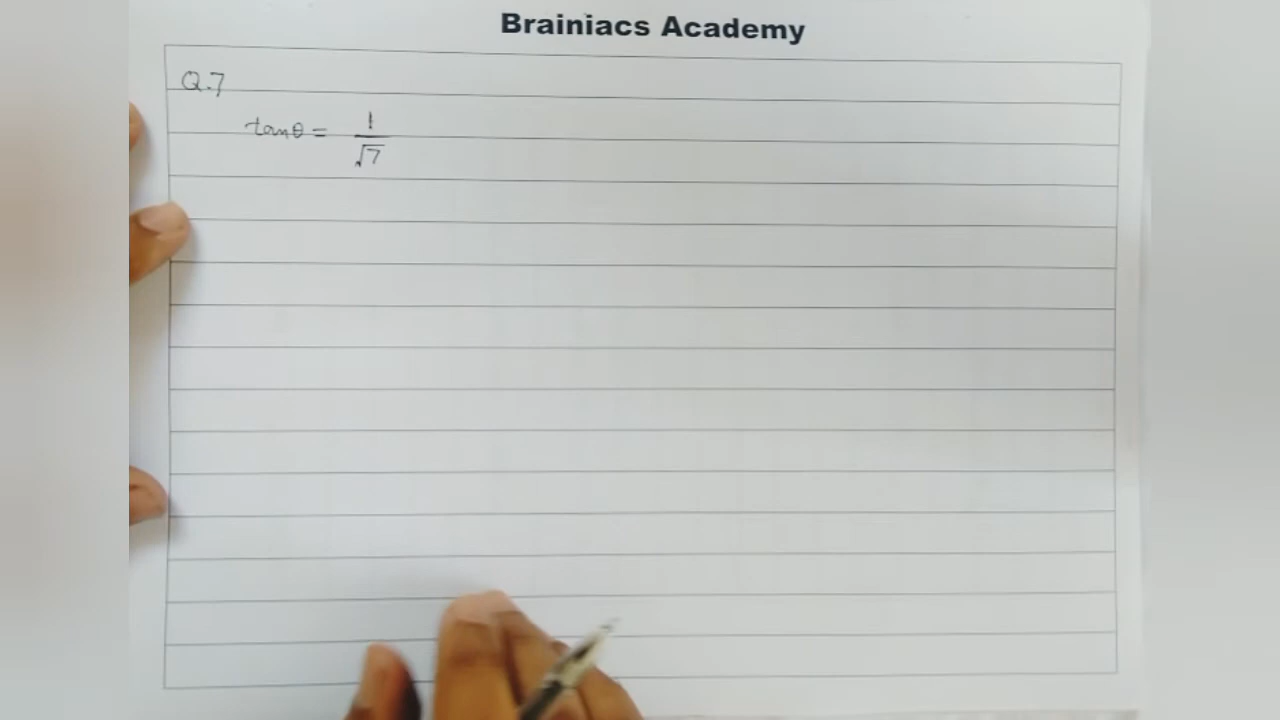 Brainiacs Academy
Q.7
tanθ = 1/√7